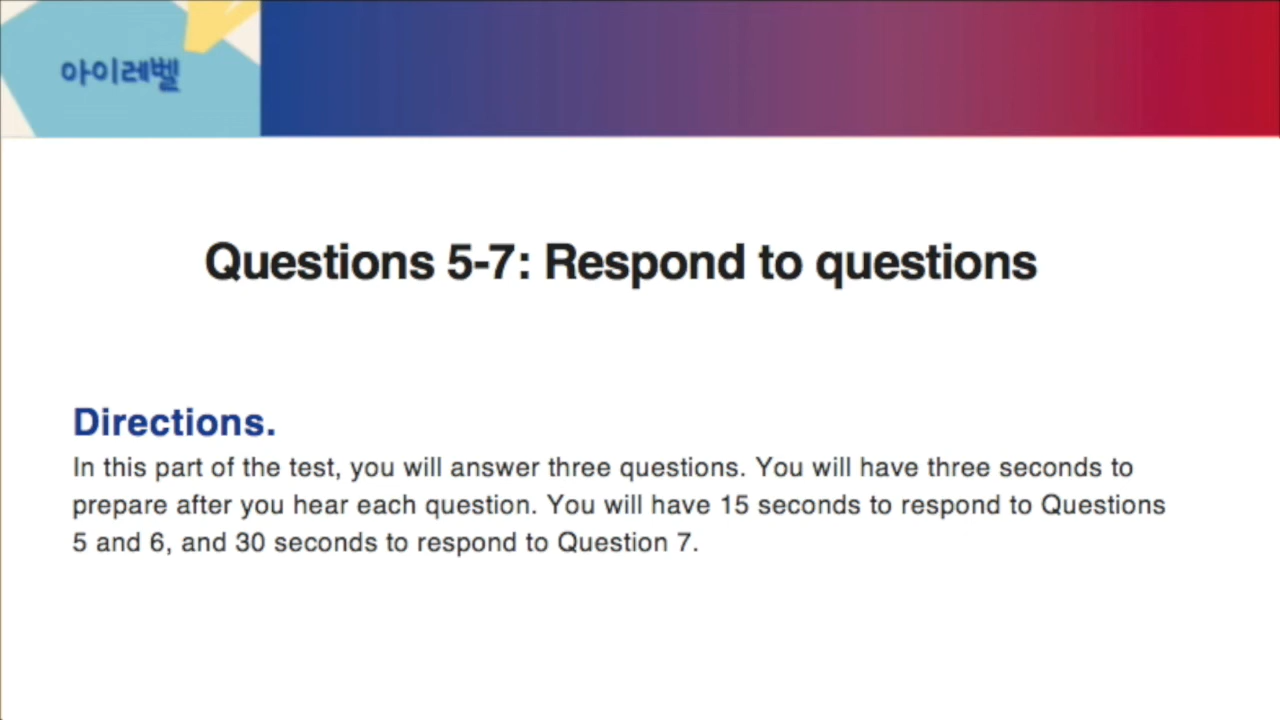 아이레벨
Questions 5-7: Respond to questions
Directions.
In this part of the test, you will answer three questions. You will have three seconds to
prepare after you hear each question. You will have 15 seconds to respond to Questions
5 and 6, and 30 seconds to respond to Question 7.